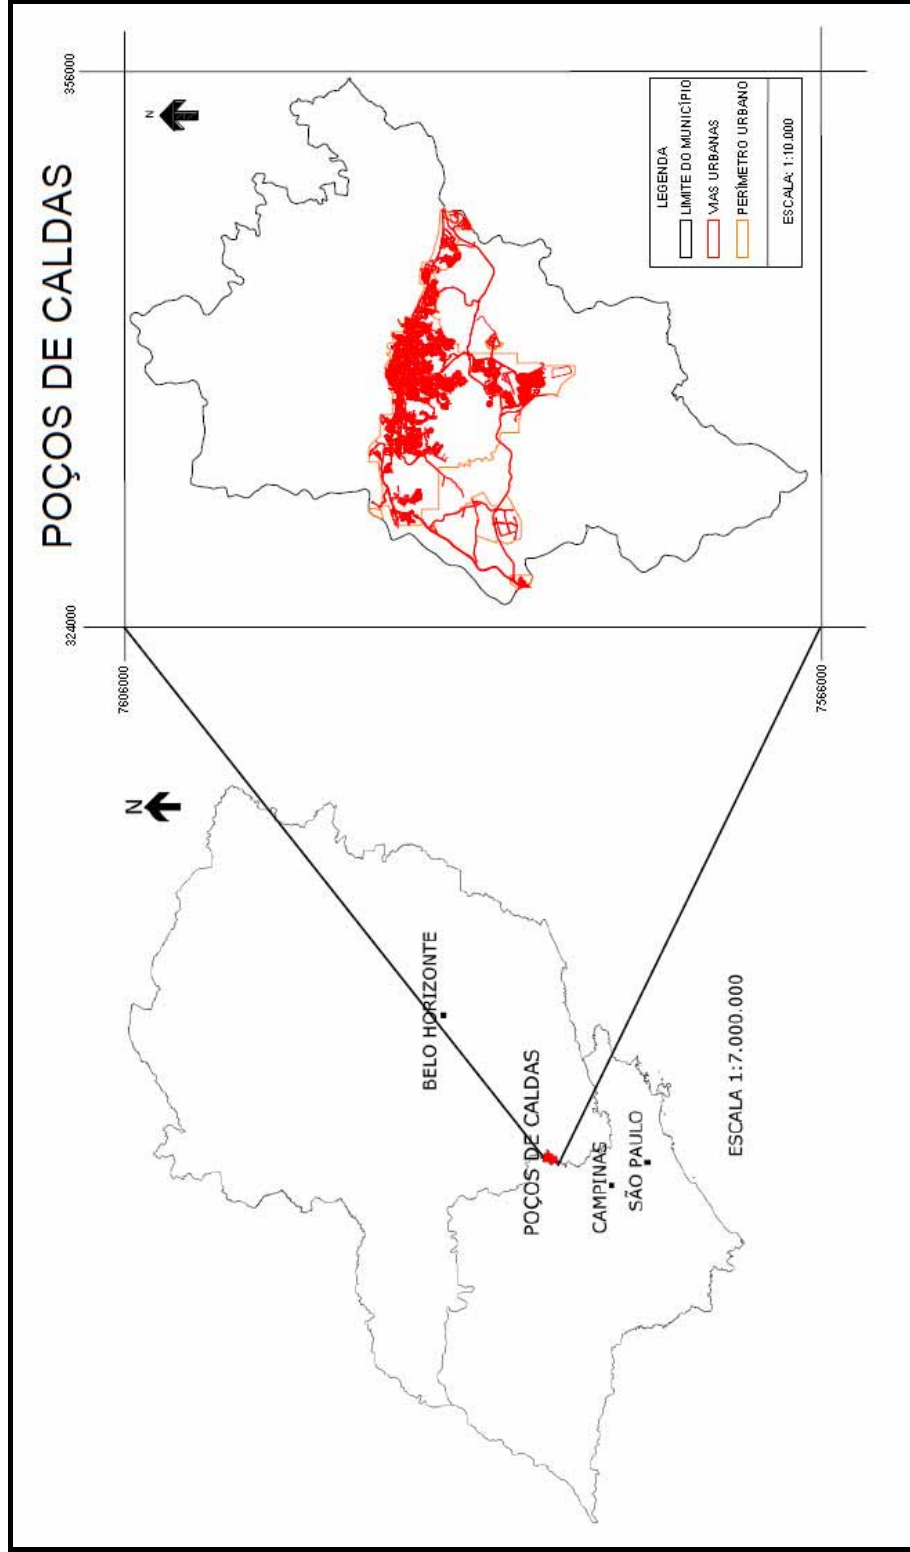 POÇOS DE CALDAS
324000
356000
7606000
7566000
N
LEGENDA
LIMITE DO MUNICÍPIO
VIAS URBANAS
PERÍMETRO URBANO
ESCALA: 1:10.000
N
BELO HORIZONTE
POÇOS DE CALDAS
CAMPINAS
SÃO PAULO
ESCALA 1:7.000.000